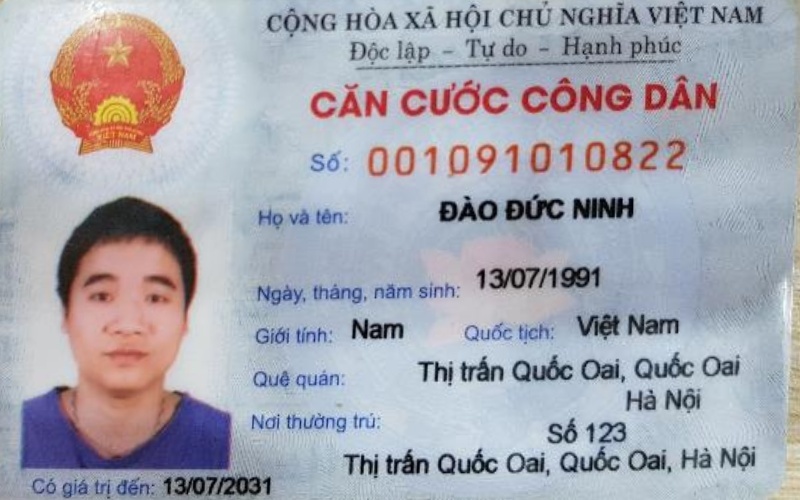 CỘNG HÒA XÃ HỘI CHỦ NGHĨA VIỆT NAM
Độc lập - Tự do - Hạnh phúc
CĂN CƯỚC CÔNG DÂN
Số: 001091010822
Họ và tên: ĐÀO ĐỨC NINH
Ngày, tháng, năm sinh: 13/07/1991
Giới tính: Nam Quốc tịch: Việt Nam
Quê quán: Thị trấn Quốc Oai, Quốc Oai
Hà Nội
Nơi thường trú: Số 123
Thị trấn Quốc Oai, Quốc Oai, Hà Nội
Có giá trị đến: 13/07/2031